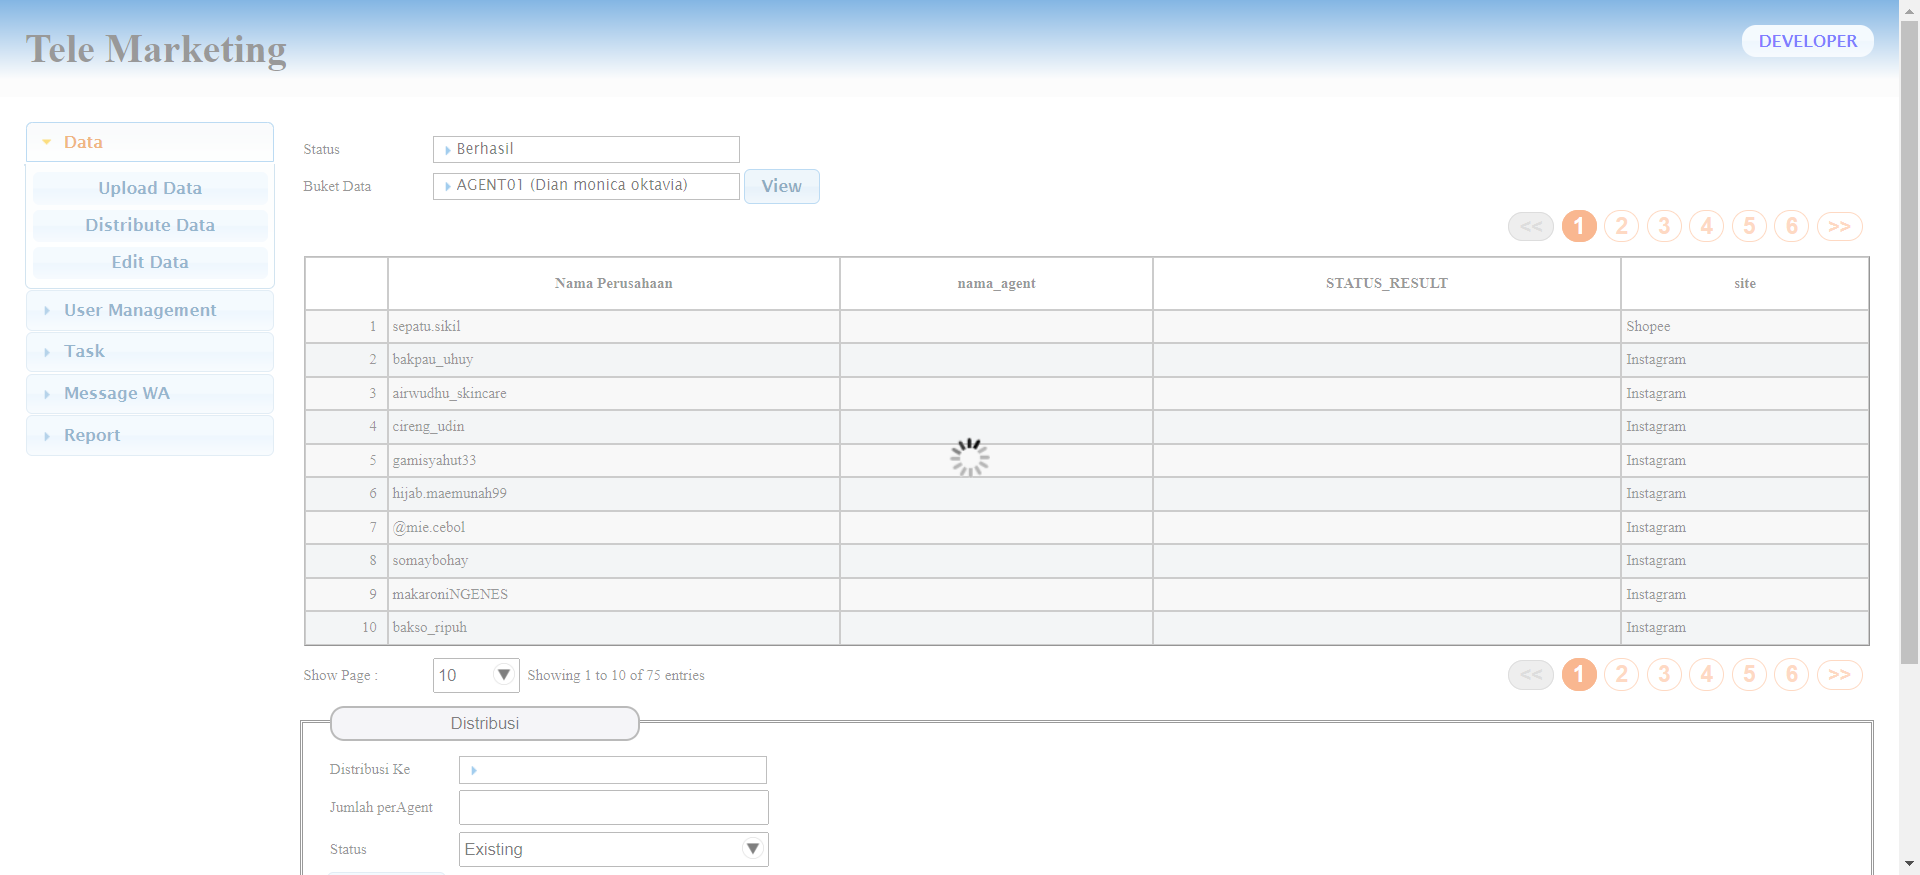 Tele Marketing
DEVELOPER
Data
Upload Data
Distribute Data
Edit Data
User Management
Task
Message WA
Report
Status Berhasil
Buket Data AGENT01 (Dian monica oktavia) View
<< 1 2 3 4 5 6 >>
Nama Perusahaan nama_agent STATUS_RESULT site
1 sepatu.sikil Shopee
2 bakpau_uhuy Instagram
3 airwudhu_skincare Instagram
4 cireng_udin Instagram
5 gamisyahut33 Instagram
6 hijab.maemunah99 Instagram
7 @mie.cebol Instagram
8 somaybohay Instagram
9 makaroniNGENES Instagram
10 bakso_ripuh Instagram
Show Page : 10 Showing 1 to 10 of 75 entries
<< 1 2 3 4 5 6 >>
Distribusi
Distribusi Ke
Jumlah perAgent
Status Existing